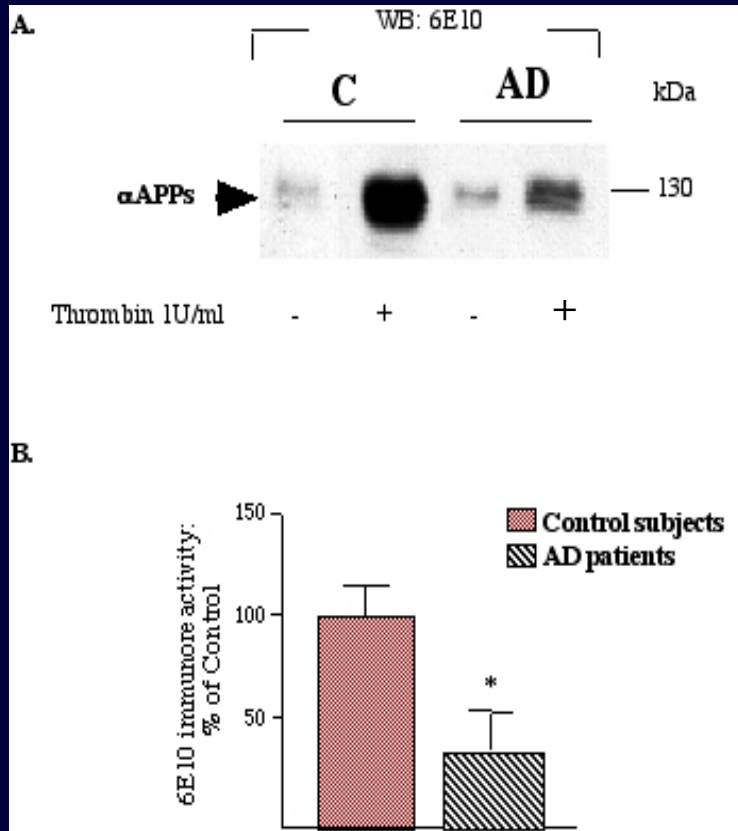 A.
WB: 6E10
C AD kDa
αAPPs
130
Thrombin 1U/ml - + - +
B.
6E10 immunore activity:
% of Control
150
100
50
*
Control subjects
AD patients